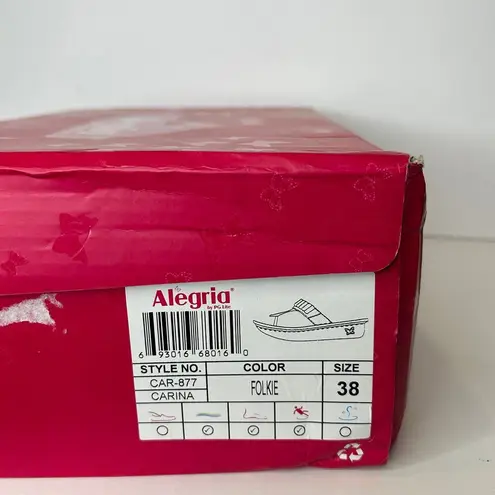 Alegria®
by PG Lite
6 93016 68016 0
STYLE NO. COLOR SIZE
CAR-877 FOLKIE 38
CARINA